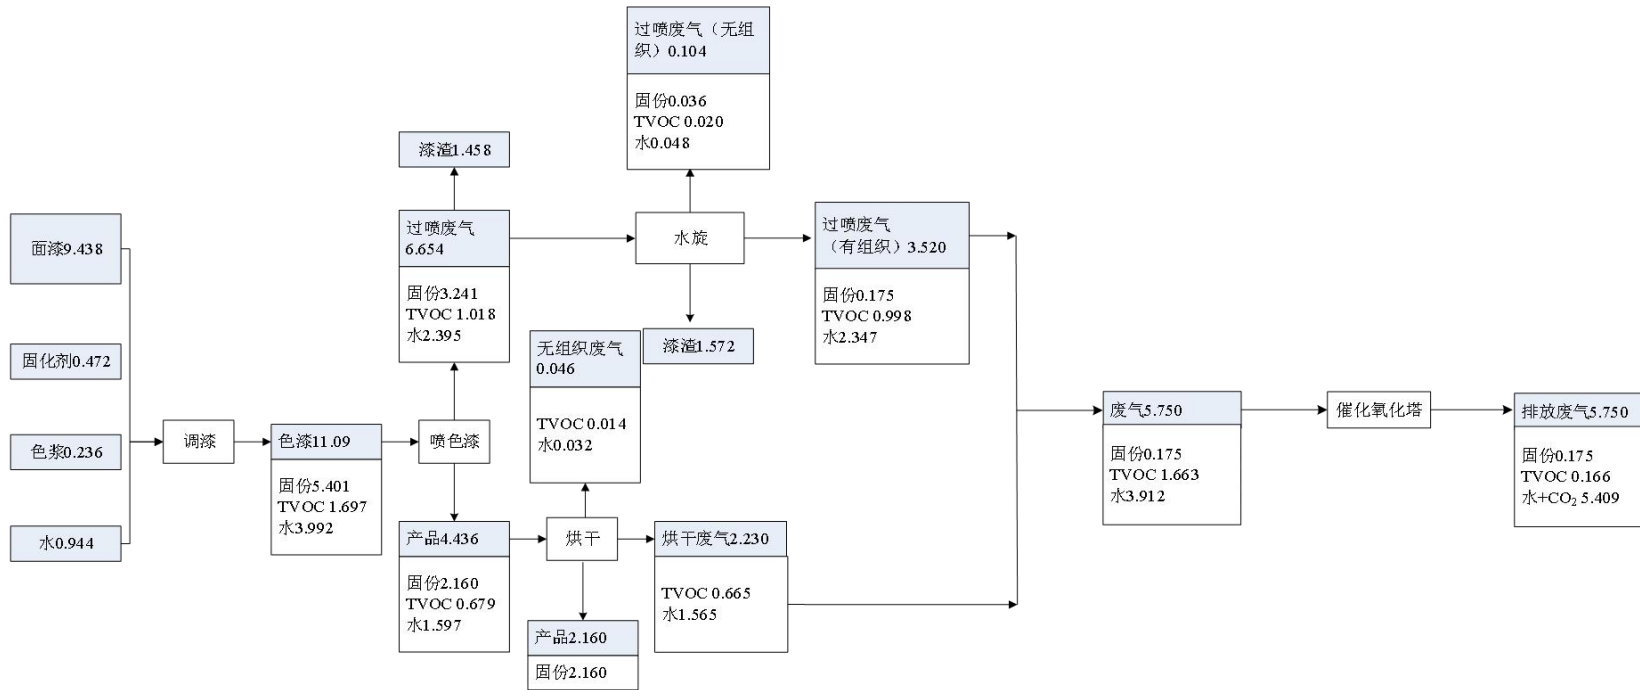 面漆9.438
固化剂0.472
色浆0.236
水0.944
调漆
色漆11.09
固份5.401
TVOC 1.697
水3.992
喷色漆
漆渣1.458
过喷废气
6.654
固份3.241
TVOC 1.018
水2.395
产品4.436
固份2.160
TVOC 0.679
水1.597
过喷废气（无组
织）0.104
固份0.036
TVOC 0.020
水0.048
水旋
漆渣1.572
无组织废气
0.046
TVOC 0.014
水0.032
烘干
产品2.160
固份2.160
烘干废气2.230
TVOC 0.665
水1.565
过喷废气
（有组织）3.520
固份0.175
TVOC 0.998
水2.347
废气5.750
固份0.175
TVOC 1.663
水3.912
催化氧化塔
排放废气5.750
固份0.175
TVOC 0.166
水+CO₂ 5.409